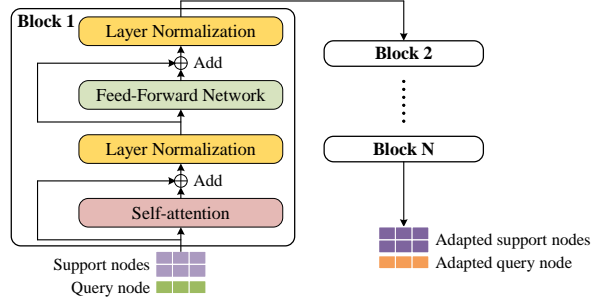 Block 1
Layer Normalization
Add
Feed-Forward Network
Layer Normalization
Add
Self-attention
Support nodes
Query node
Block 2
Block N
Adapted support nodes
Adapted query node